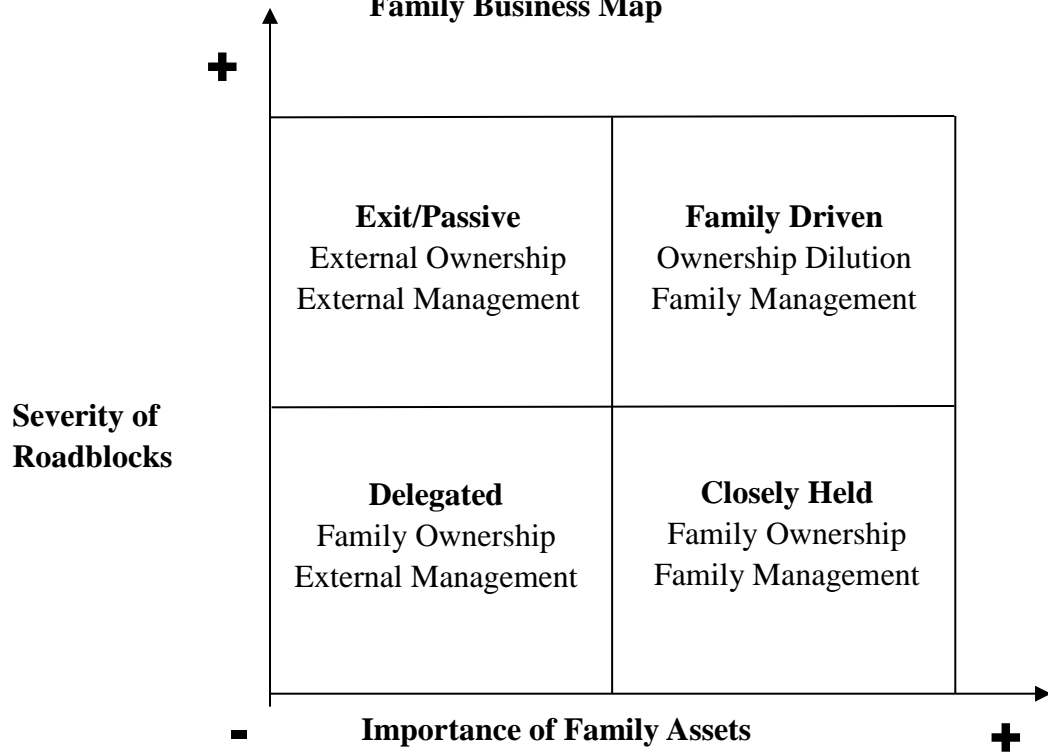 Family Business Map
+
Exit/Passive
External Ownership
External Management
Family Driven
Ownership Dilution
Family Management
Severity of
Roadblocks
Delegated
Family Ownership
External Management
Closely Held
Family Ownership
Family Management
-
Importance of Family Assets
+